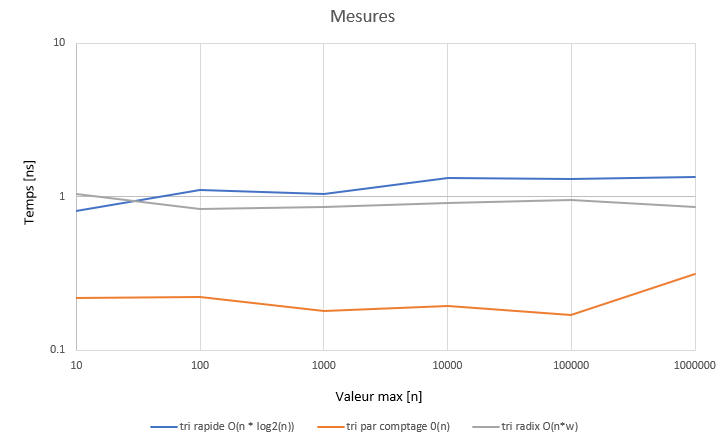 Mesures
10
1
0.1
Temps [ns]
10 100 1000 10000 100000 1000000
Valeur max [n]
tri rapide O(n * log2(n)) tri par comptage 0(n) tri radix O(n*w)